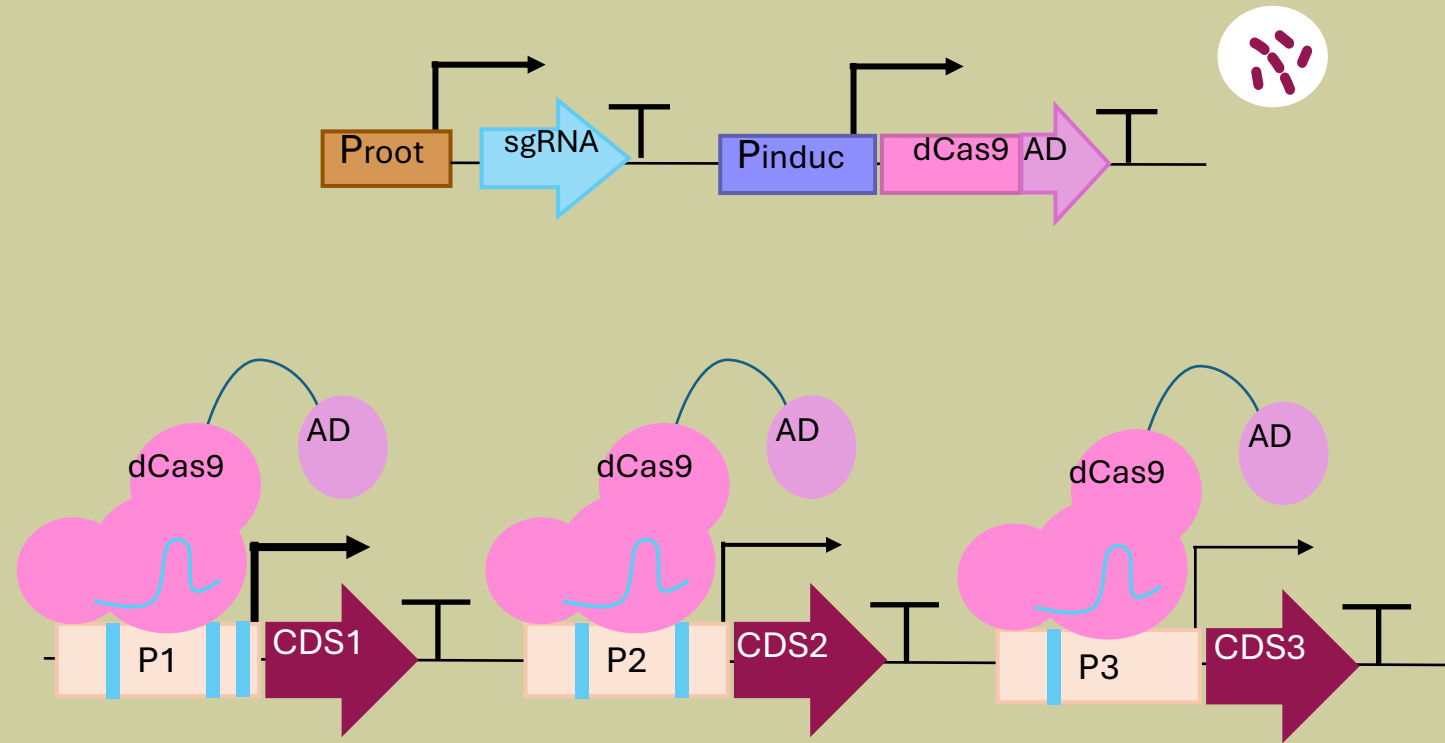 Proot
sgRNA
Pinduc
dCas9
AD
dCas9
AD
dCas9
AD
dCas9
AD
P1
CDS1
P2
CDS2
P3
CDS3